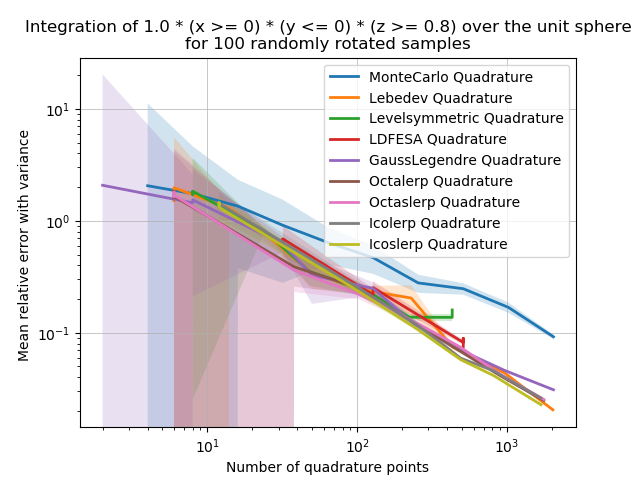 Integration of 1.0 * (x >= 0) * (y <= 0) * (z >= 0.8) over the unit sphere
for 100 randomly rotated samples
MonteCarlo Quadrature
Lebedev Quadrature
Levelsymmetric Quadrature
LDFESA Quadrature
GaussLegendre Quadrature
Octalerp Quadrature
Octaslerp Quadrature
Icolerp Quadrature
Icoslerp Quadrature
Mean relative error with variance
10¹
10⁰
10⁻¹
10¹
10²
10³
Number of quadrature points